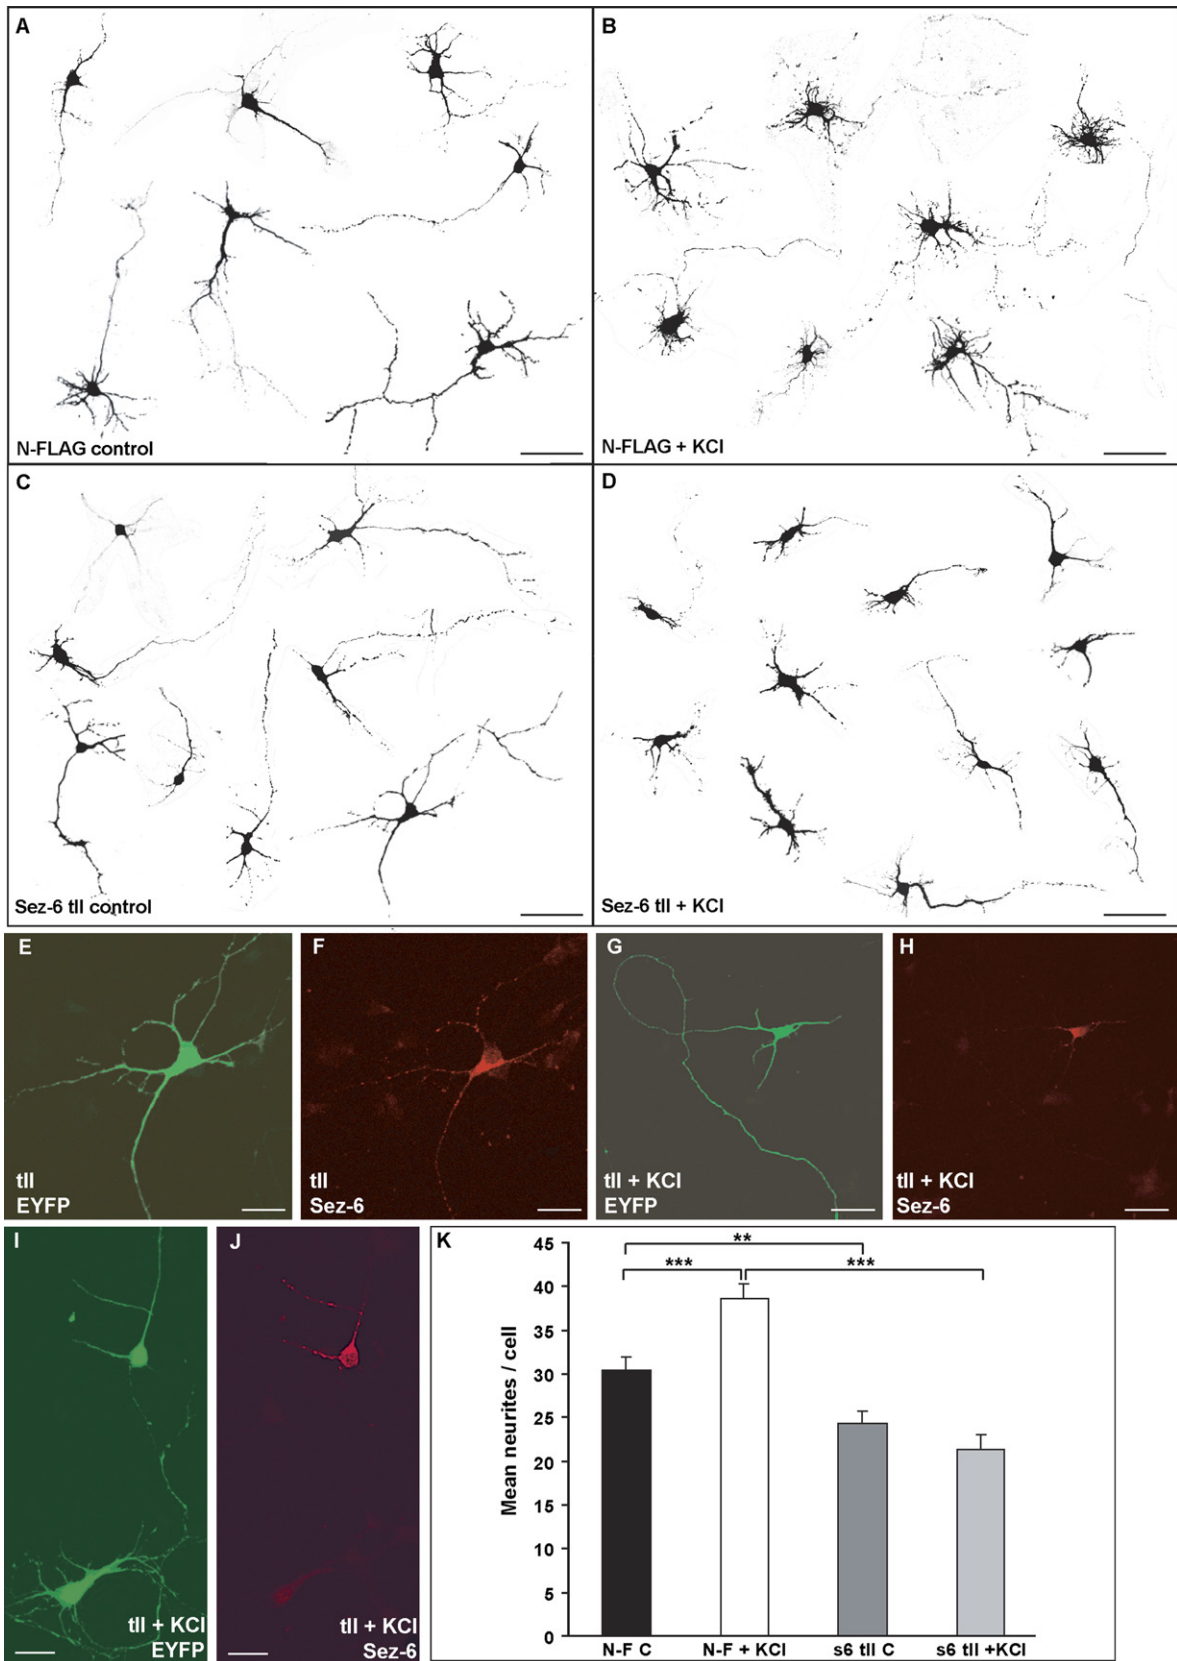 A
B
N-FLAG control
N-FLAG + KCl
C
D
Sez-6 tII control
Sez-6 tII + KCl
E
F
G
H
tII
EYFP
tII
Sez-6
tII + KCl
EYFP
tII + KCl
Sez-6
I
J
tII + KCl
EYFP
tII + KCl
Sez-6
K
Mean neurites / cell
45
40
35
30
25
20
15
10
5
0
**
***
***
N-F C
N-F + KCl
s6 tII C
s6 tII +KCl